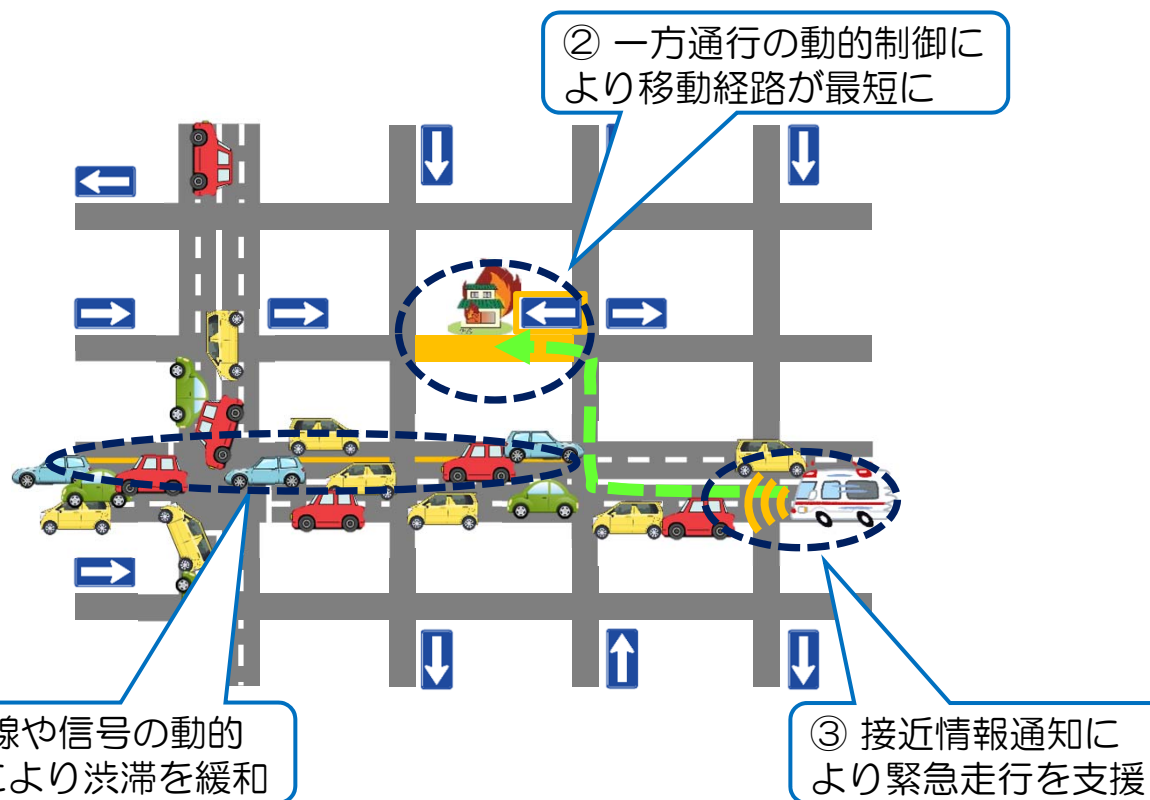 ② 一方通行の動的制御に
より移動経路が最短に
線や信号の動的
により渋滞を緩和
③ 接近情報通知に
より緊急走行を支援